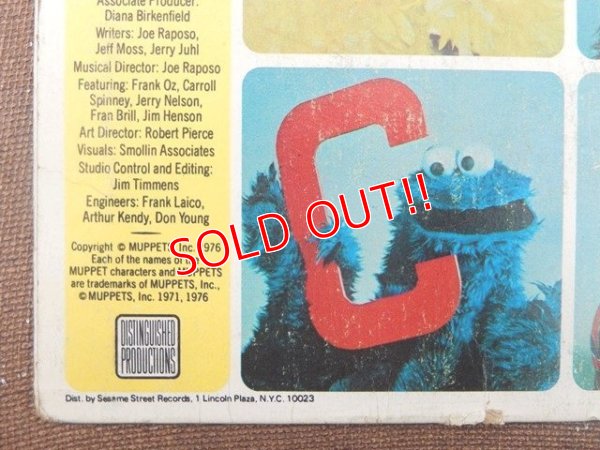 Associate Producer:
Diana Birkenfield
Writers: Joe Raposo,
Jeff Moss, Jerry Juhl
Musical Director: Joe Raposo
Featuring: Frank Oz, Carroll
Spinney, Jerry Nelson,
Fran Brill, Jim Henson
Art Director: Robert Pierce
Visuals: Smollin Associates
Studio Control and Editing:
Jim Timmens
Engineers: Frank Laico,
Arthur Kendy, Don Young
Copyright © MUPPETS, Inc. 1976
Each of the names of the
MUPPET characters and MUPPETS
are trademarks of MUPPETS, Inc.,
© MUPPETS, Inc. 1971, 1976
DISTINGUISHED
PRODUCTIONS
Dist. by Sesame Street Records, 1 Lincoln Plaza, N.Y.C. 10023
C
SOLD OUT!!